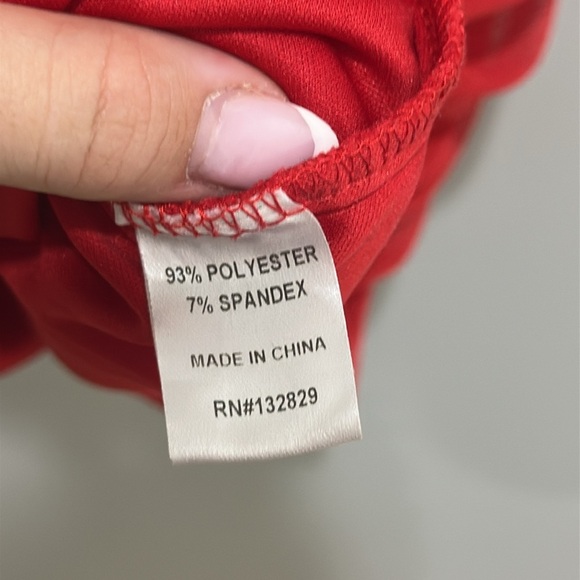 93% POLYESTER
7% SPANDEX
MADE IN CHINA
RN#132829